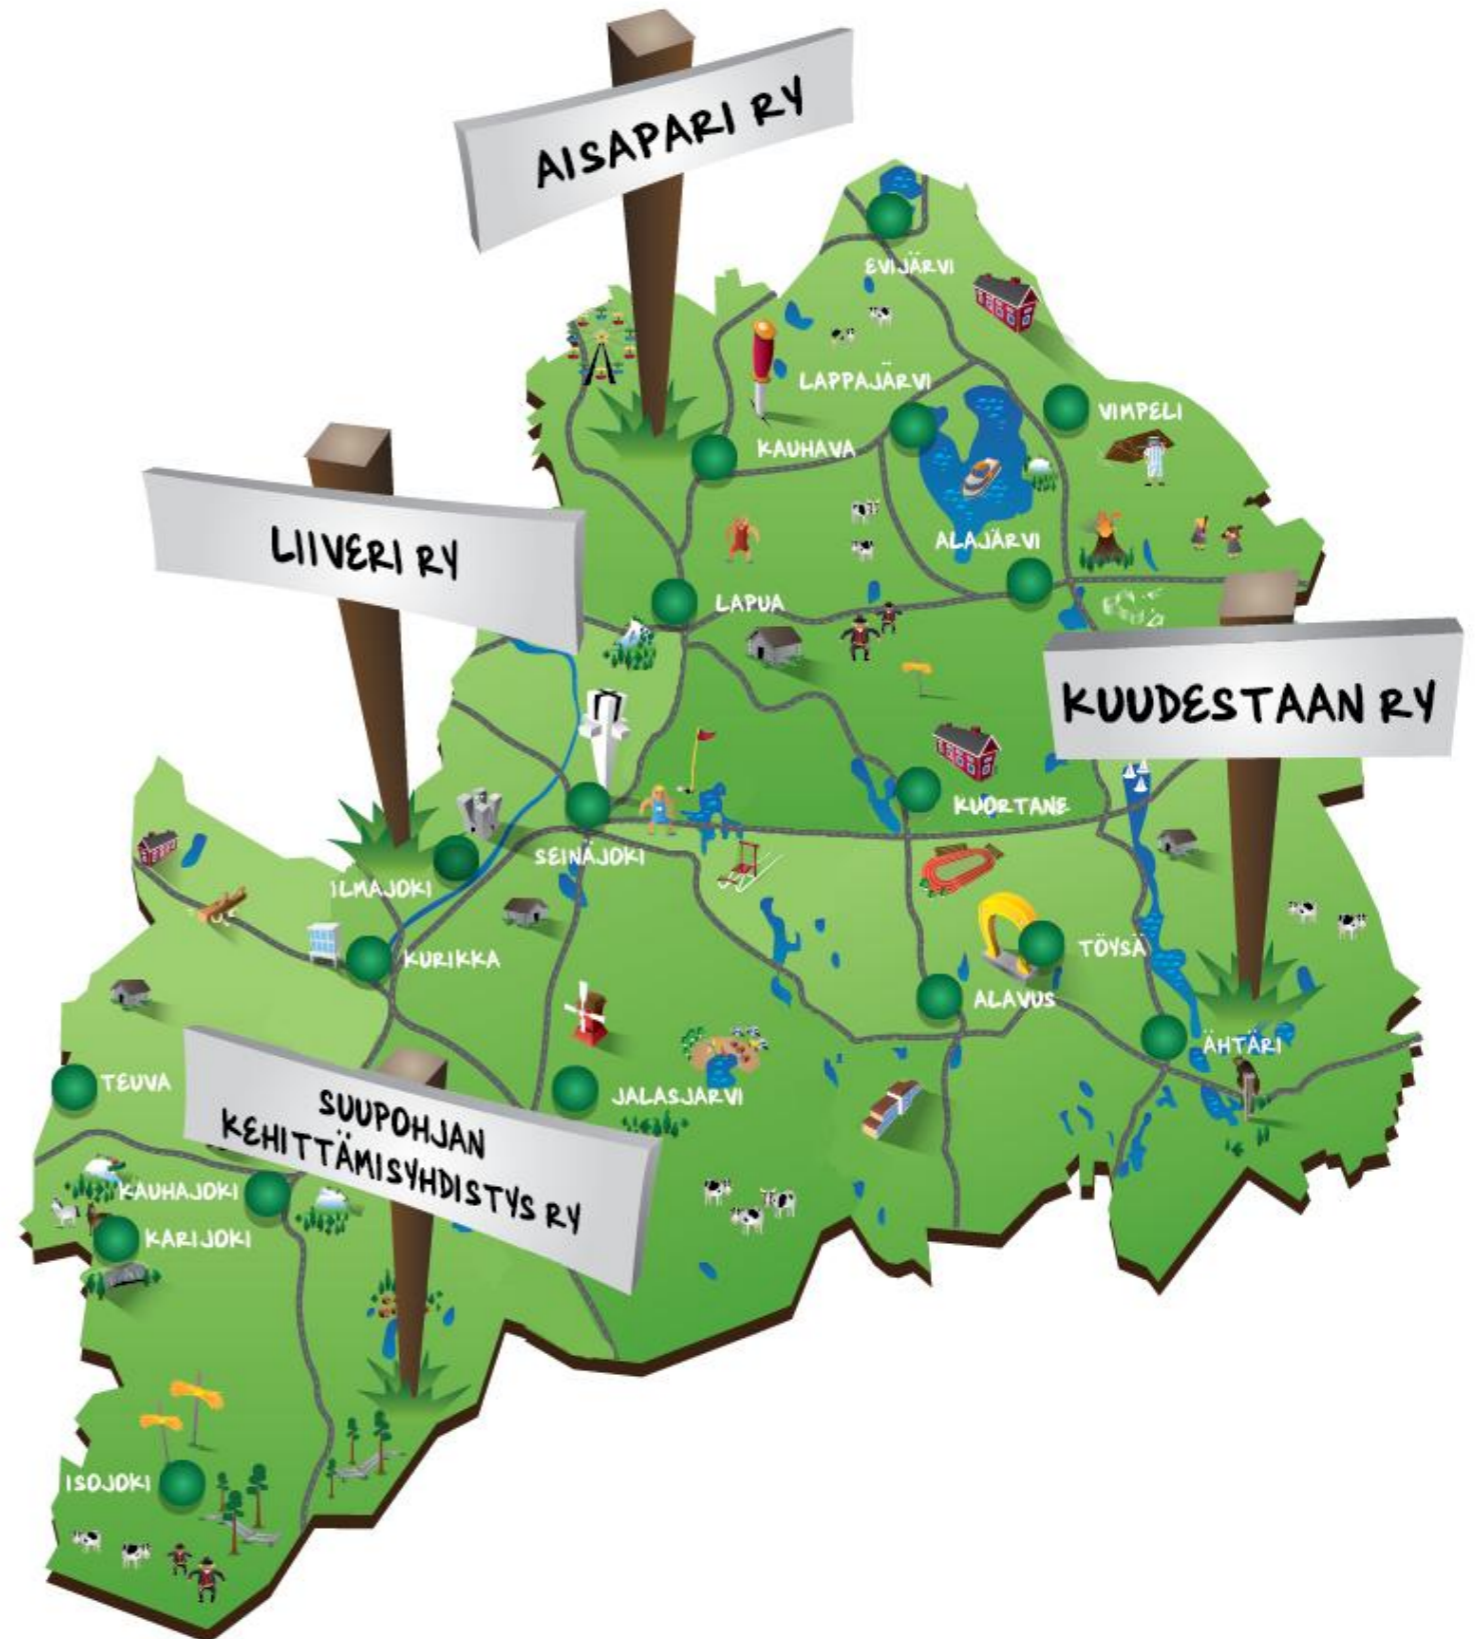 AISAPARI RY
EVIJÄRVI
LAPPAJÄRVI
VIMPELI
KAUHAVA
LIIVERI RY
ALAJÄRVI
LAPUA
KUUDESTAAN RY
KUORTANE
SEINÄJOKI
ILMAJOKI
KURIKKA
TÖYSÄ
ALAVUS
ÄHTÄRI
TEUVA
JALASJARVI
SUUPOHJAN
KEHITTÄMISYHDISTYS RY
KAUHAJOKI
KARIJOKI
ISOJOKI